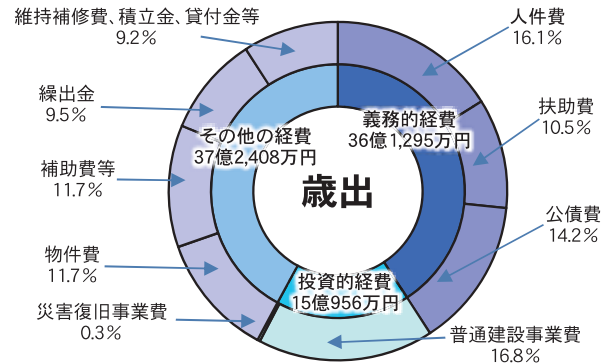 歳出
義務的経費
36億1,295万円
人件費
16.1%
扶助費
10.5%
公債費
14.2%
投資的経費
15億956万円
普通建設事業費
16.8%
災害復旧事業費
0.3%
その他の経費
37億2,408万円
物件費
11.7%
補助費等
11.7%
繰出金
9.5%
維持補修費、積立金、貸付金等
9.2%